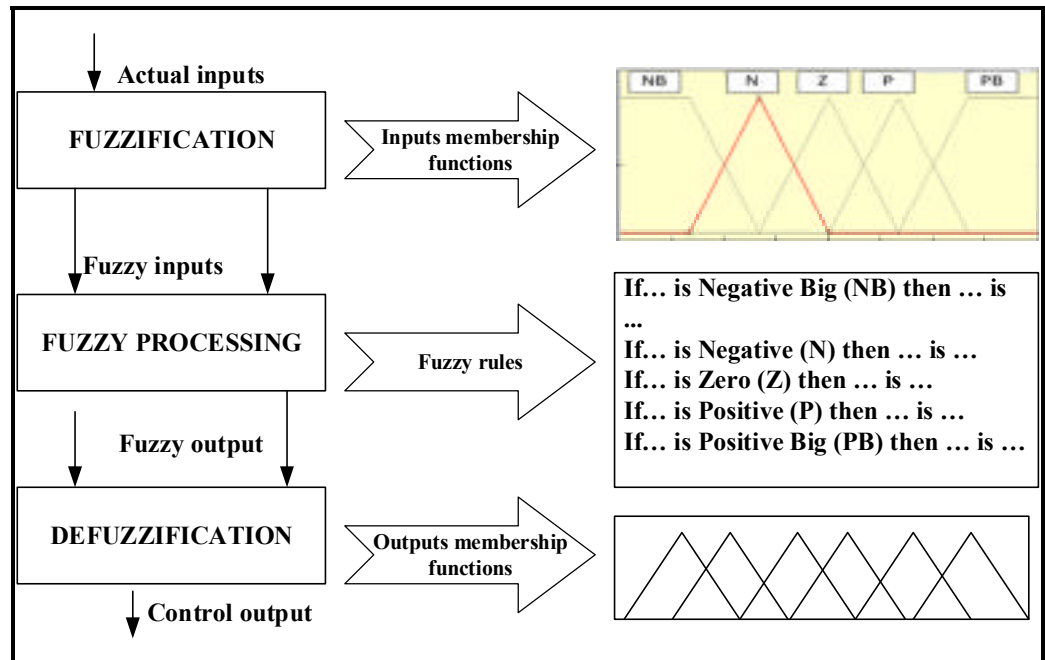 Actual inputs
FUZZIFICATION
Inputs membership
functions
NB N Z P PB
Fuzzy inputs
FUZZY PROCESSING
Fuzzy rules
If… is Negative Big (NB) then … is
...
If… is Negative (N) then … is …
If… is Zero (Z) then … is …
If… is Positive (P) then … is …
If… is Positive Big (PB) then … is …
Fuzzy output
DEFUZZIFICATION
Outputs membership
functions
Control output